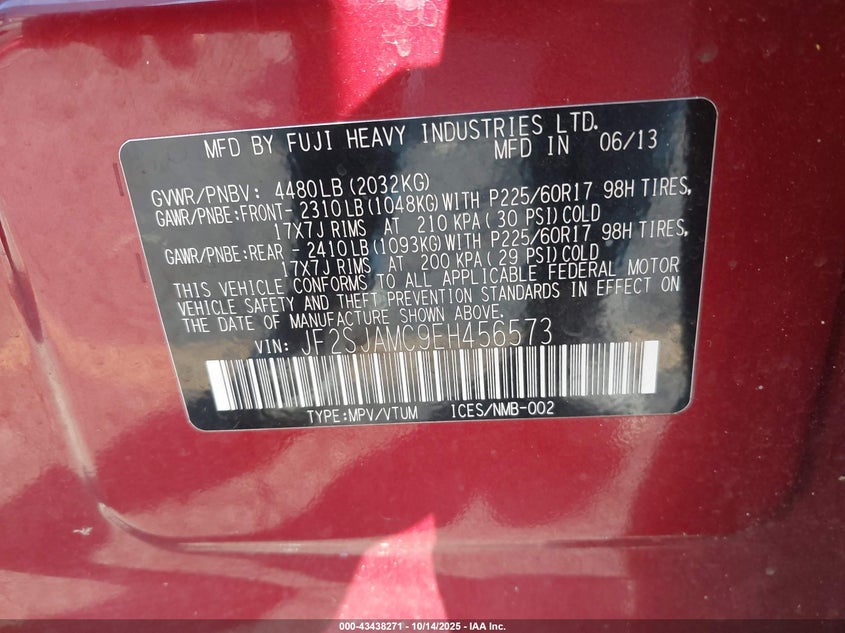 MFD BY FUJI HEAVY INDUSTRIES LTD.
MFD IN 06/13
GVWR/PNBV: 4480LB(2032KG)
GAWR/PNBE:FRONT- 2310LB(1048KG)WITH P225/60R17 98H TIRES,
17X7J RIMS AT 210 KPA(30 PSI)COLD
GAWR/PNBE:REAR - 2410LB(1093KG)WITH P225/60R17 98H TIRES,
17X7J RIMS AT 200 KPA(29 PSI)COLD
THIS VEHICLE CONFORMS TO ALL APPLICABLE FEDERAL MOTOR
VEHICLE SAFETY AND THEFT PREVENTION STANDARDS IN EFFECT ON
THE DATE OF MANUFACTURE SHOWN ABOVE.
VIN: JF2SJAMC9EH456573
TYPE:MPV/VTUM ICES/NMB-002
000-43438271 - 10/14/2025 - IAA Inc.